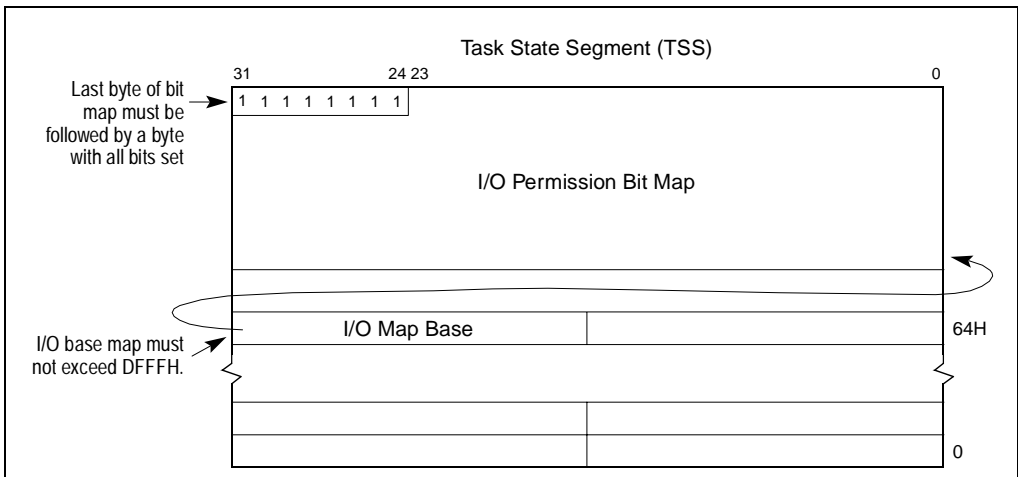 Task State Segment (TSS)
31 24 23 0
Last byte of bit
map must be
followed by a byte
with all bits set
1 1 1 1 1 1 1 1
I/O Permission Bit Map
I/O Map Base
64H
I/O base map must
not exceed DFFFH.
0